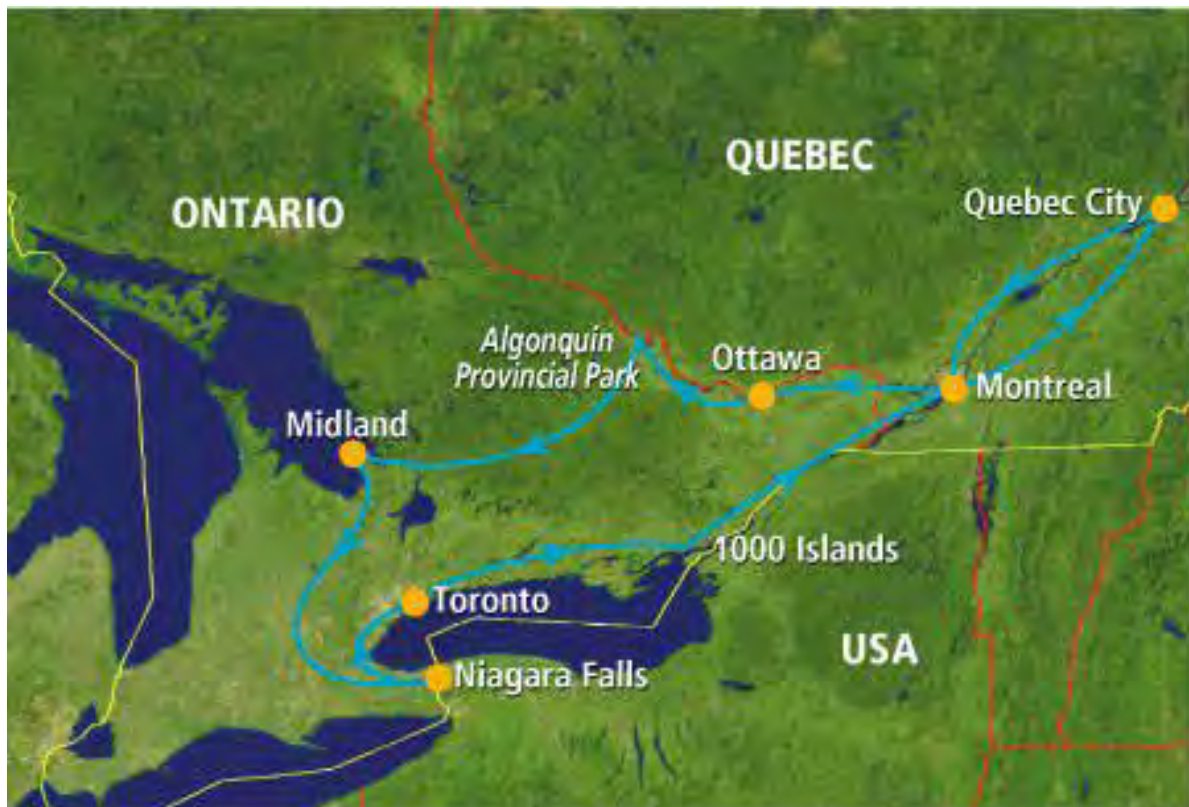 QUEBEC
Quebec City
ONTARIO
Algonquin
Provincial Park
Ottawa
Montreal
Midland
1000 Islands
Toronto
USA
Niagara Falls